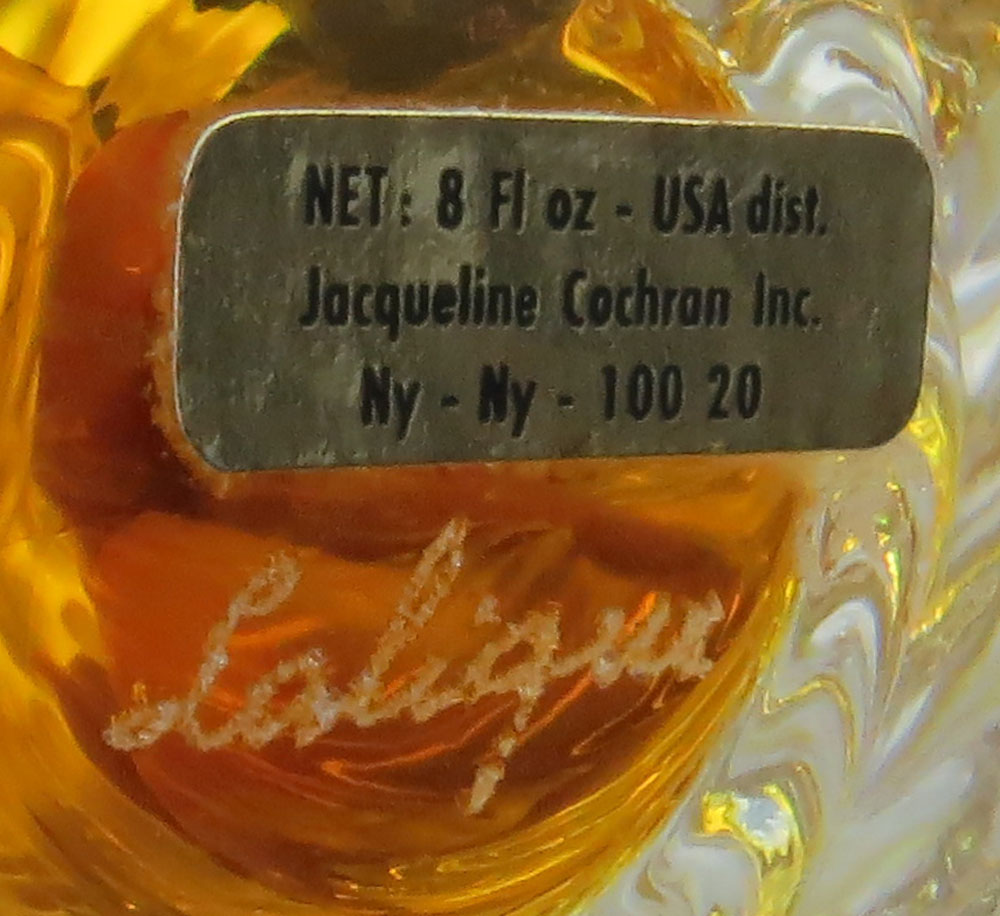 NET : 8 Fl oz - USA dist.
Jacqueline Cochran Inc.
Ny - Ny - 100 20
Lalique